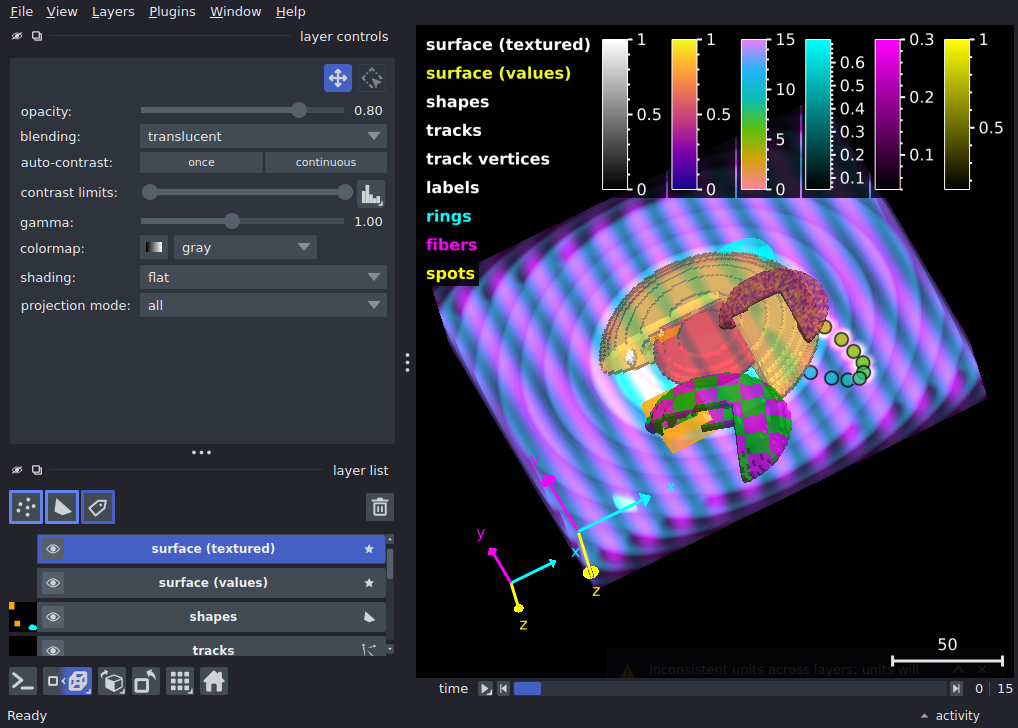 File View Layers Plugins Window Help
layer controls
opacity: 0.80
blending: translucent
auto-contrast: once continuous
contrast limits:
gamma: 1.00
colormap: gray
shading: flat
projection mode: all
layer list
surface (textured)
surface (values)
shapes
tracks
surface (textured)
surface (values)
shapes
tracks
track vertices
labels
rings
fibers
spots
1
0.5
0
1
0.5
0
15
10
5
0
0.6
0.5
0.4
0.3
0.2
0.1
0.3
0.2
0.1
1
0.5
y
x
z
y
x
z
50
Inconsistent units across layers; units will
time 0 15
Ready
activity